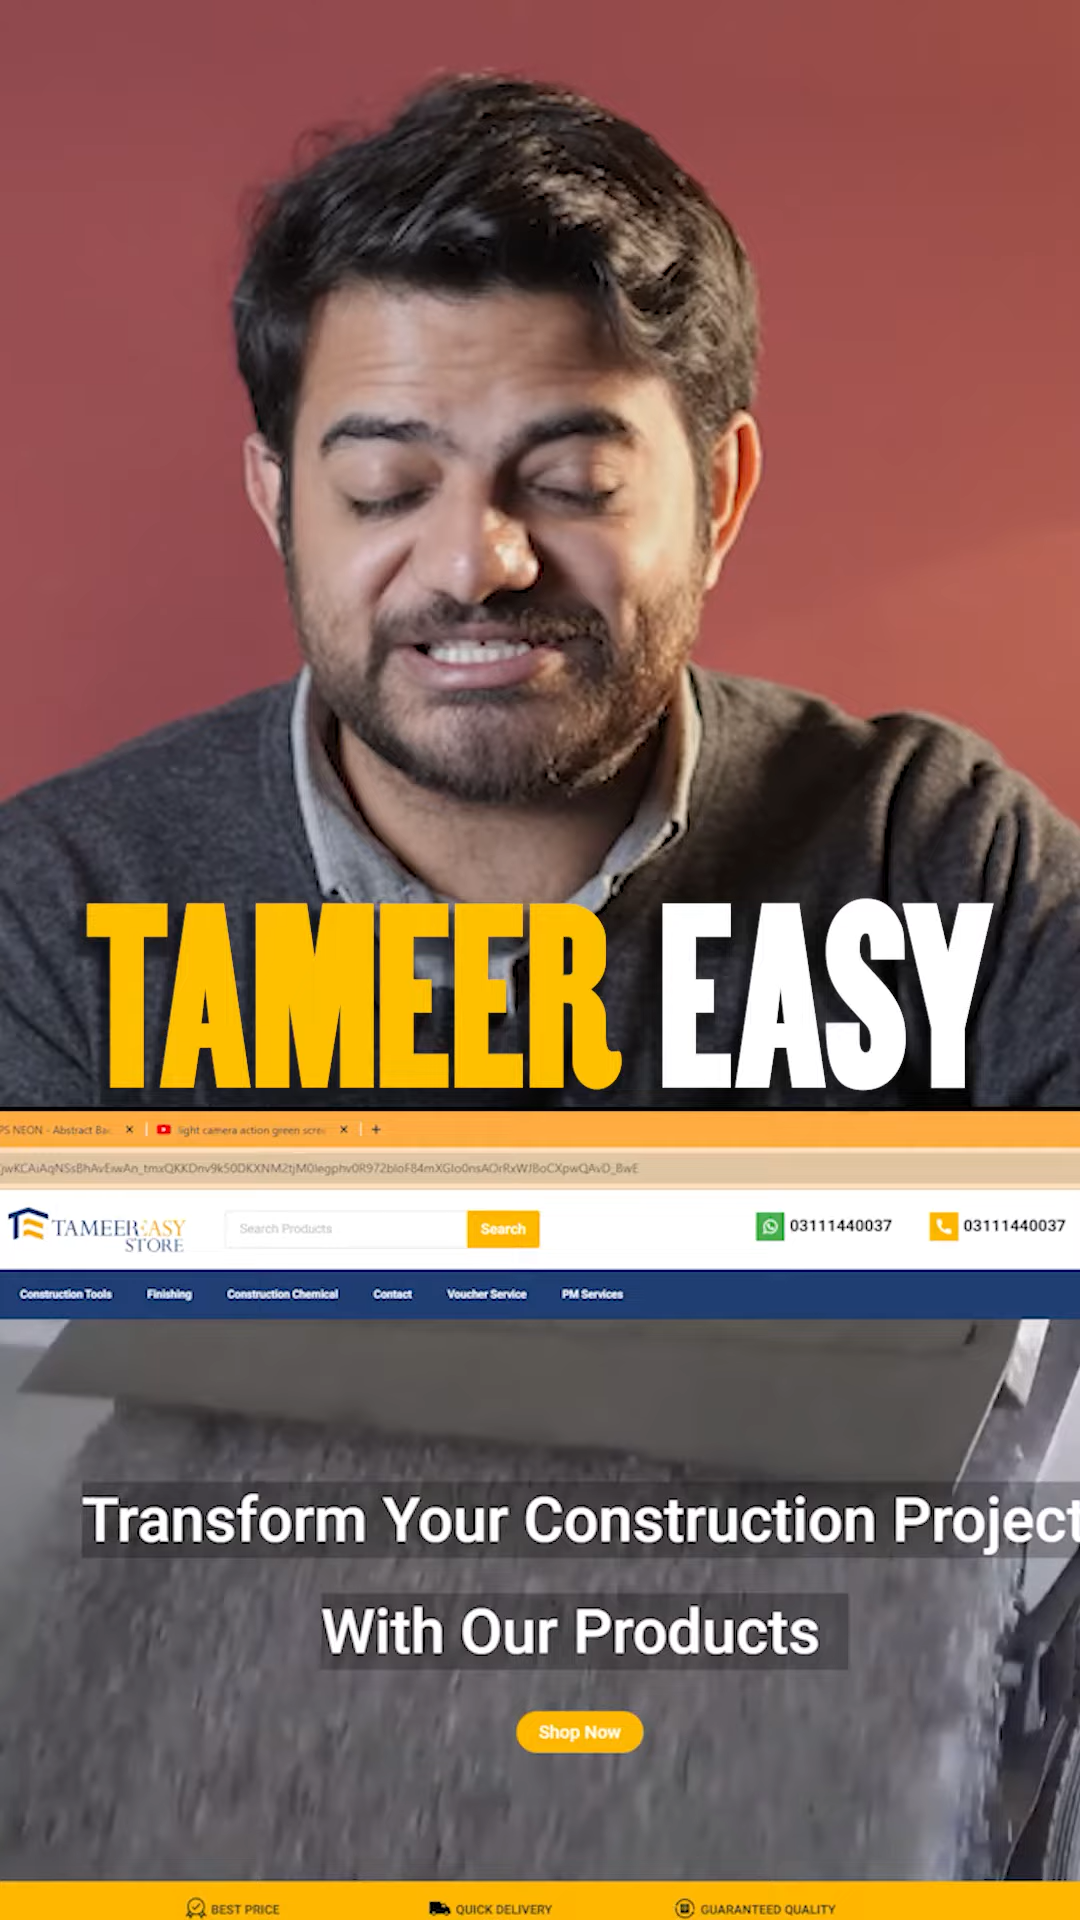 TAMEER EASY
PS NEON - Abstract Ba
light camera action green scre
TAMEEREASY
STORE
Search Products
Search
03111440037
03111440037
Construction Tools
Finishing
Construction Chemical
Contact
Voucher Service
PM Services
Transform Your Construction Project
With Our Products
Shop Now
BEST PRICE
QUICK DELIVERY
GUARANTEED QUALITY